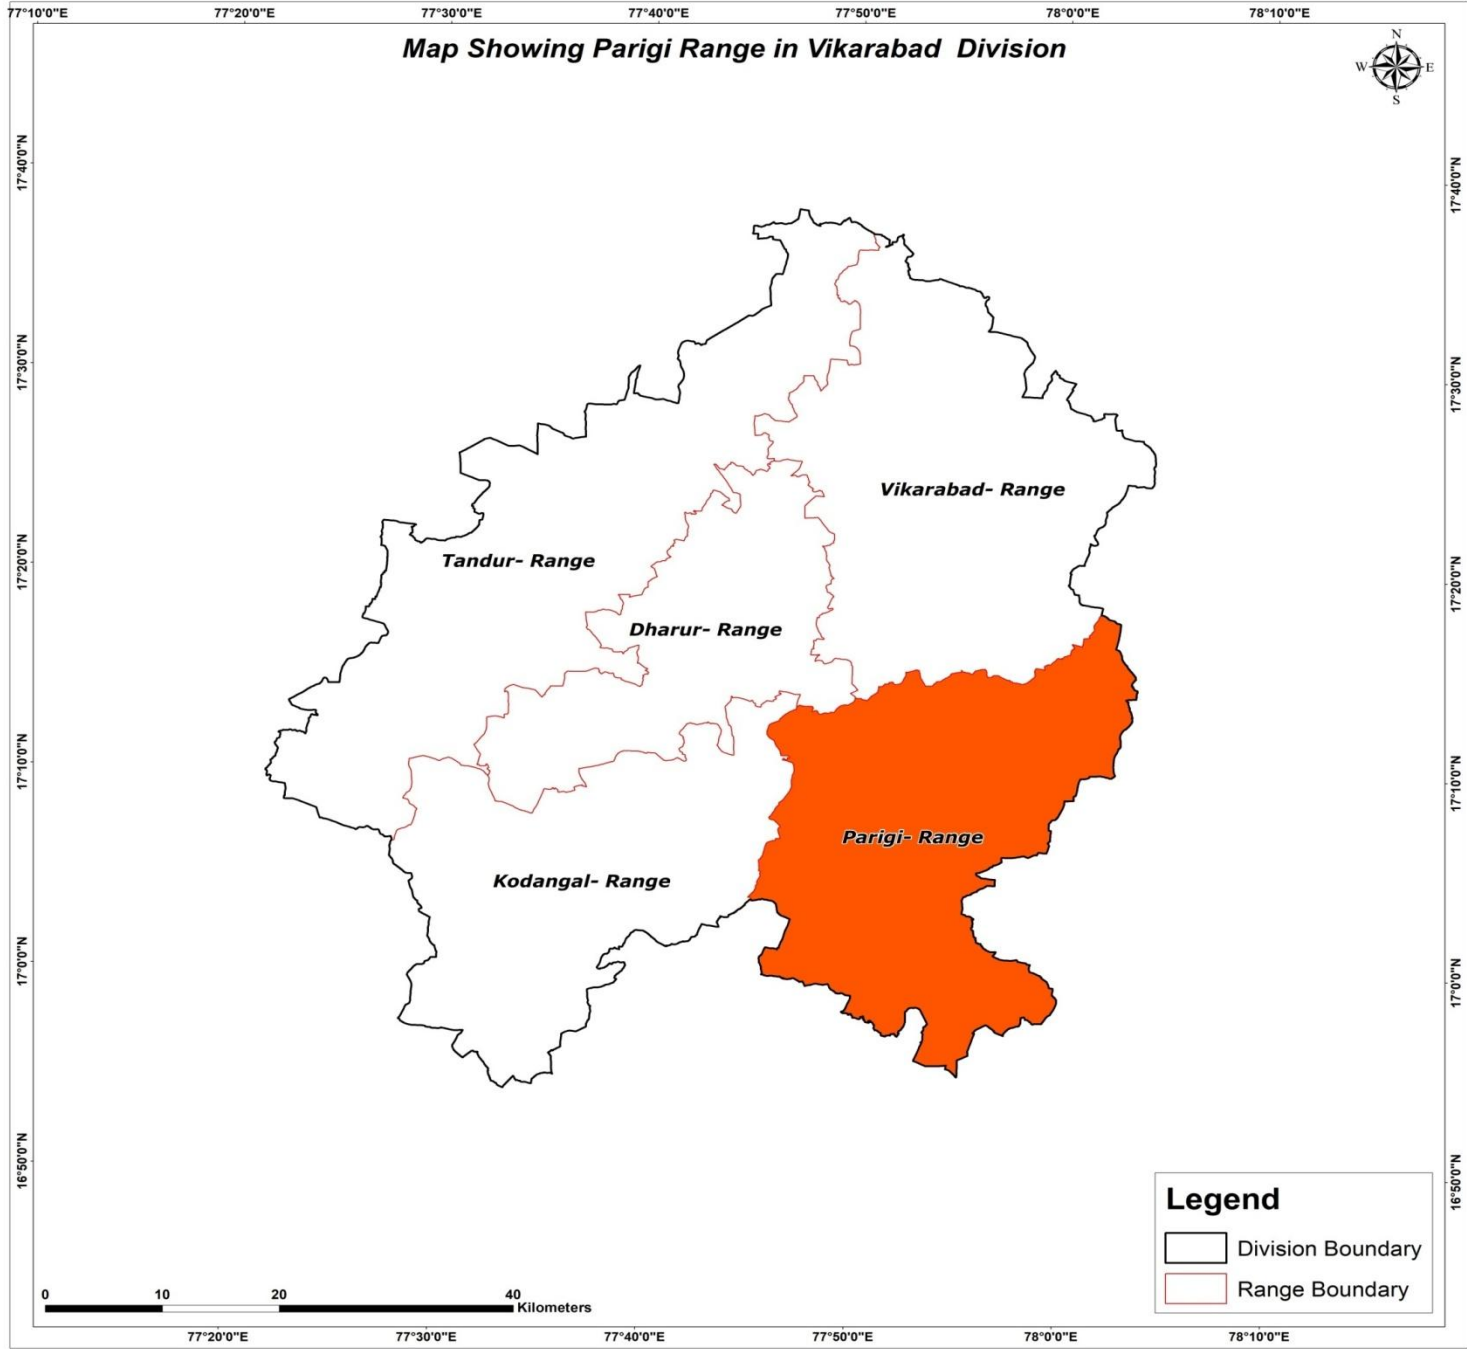 77°10'0"E 77°20'0"E 77°30'0"E 77°40'0"E 77°50'0"E 78°0'0"E 78°10'0"E
Map Showing Parigi Range in Vikarabad  Division
N
W E
S
17°40'0"N 17°40'0"N
17°30'0"N 17°30'0"N
Vikarabad- Range
Tandur- Range
17°20'0"N 17°20'0"N
Dharur- Range
17°10'0"N 17°10'0"N
Parigi- Range
Kodangal- Range
17°0'0"N 17°0'0"N
16°50'0"N 16°50'0"N
Legend
Division Boundary
Range Boundary
0 10 20 40
Kilometers
77°20'0"E 77°30'0"E 77°40'0"E 77°50'0"E 78°0'0"E 78°10'0"E